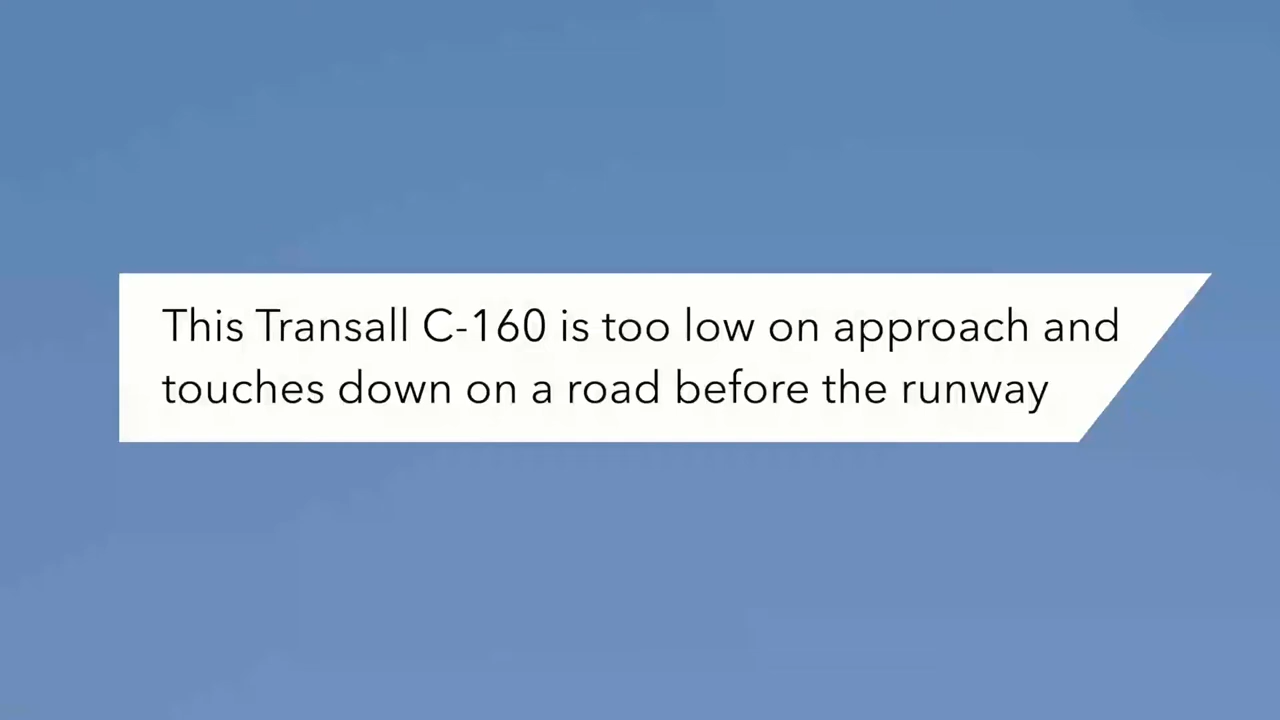 This Transall C-160 is too low on approach and
touches down on a road before the runway